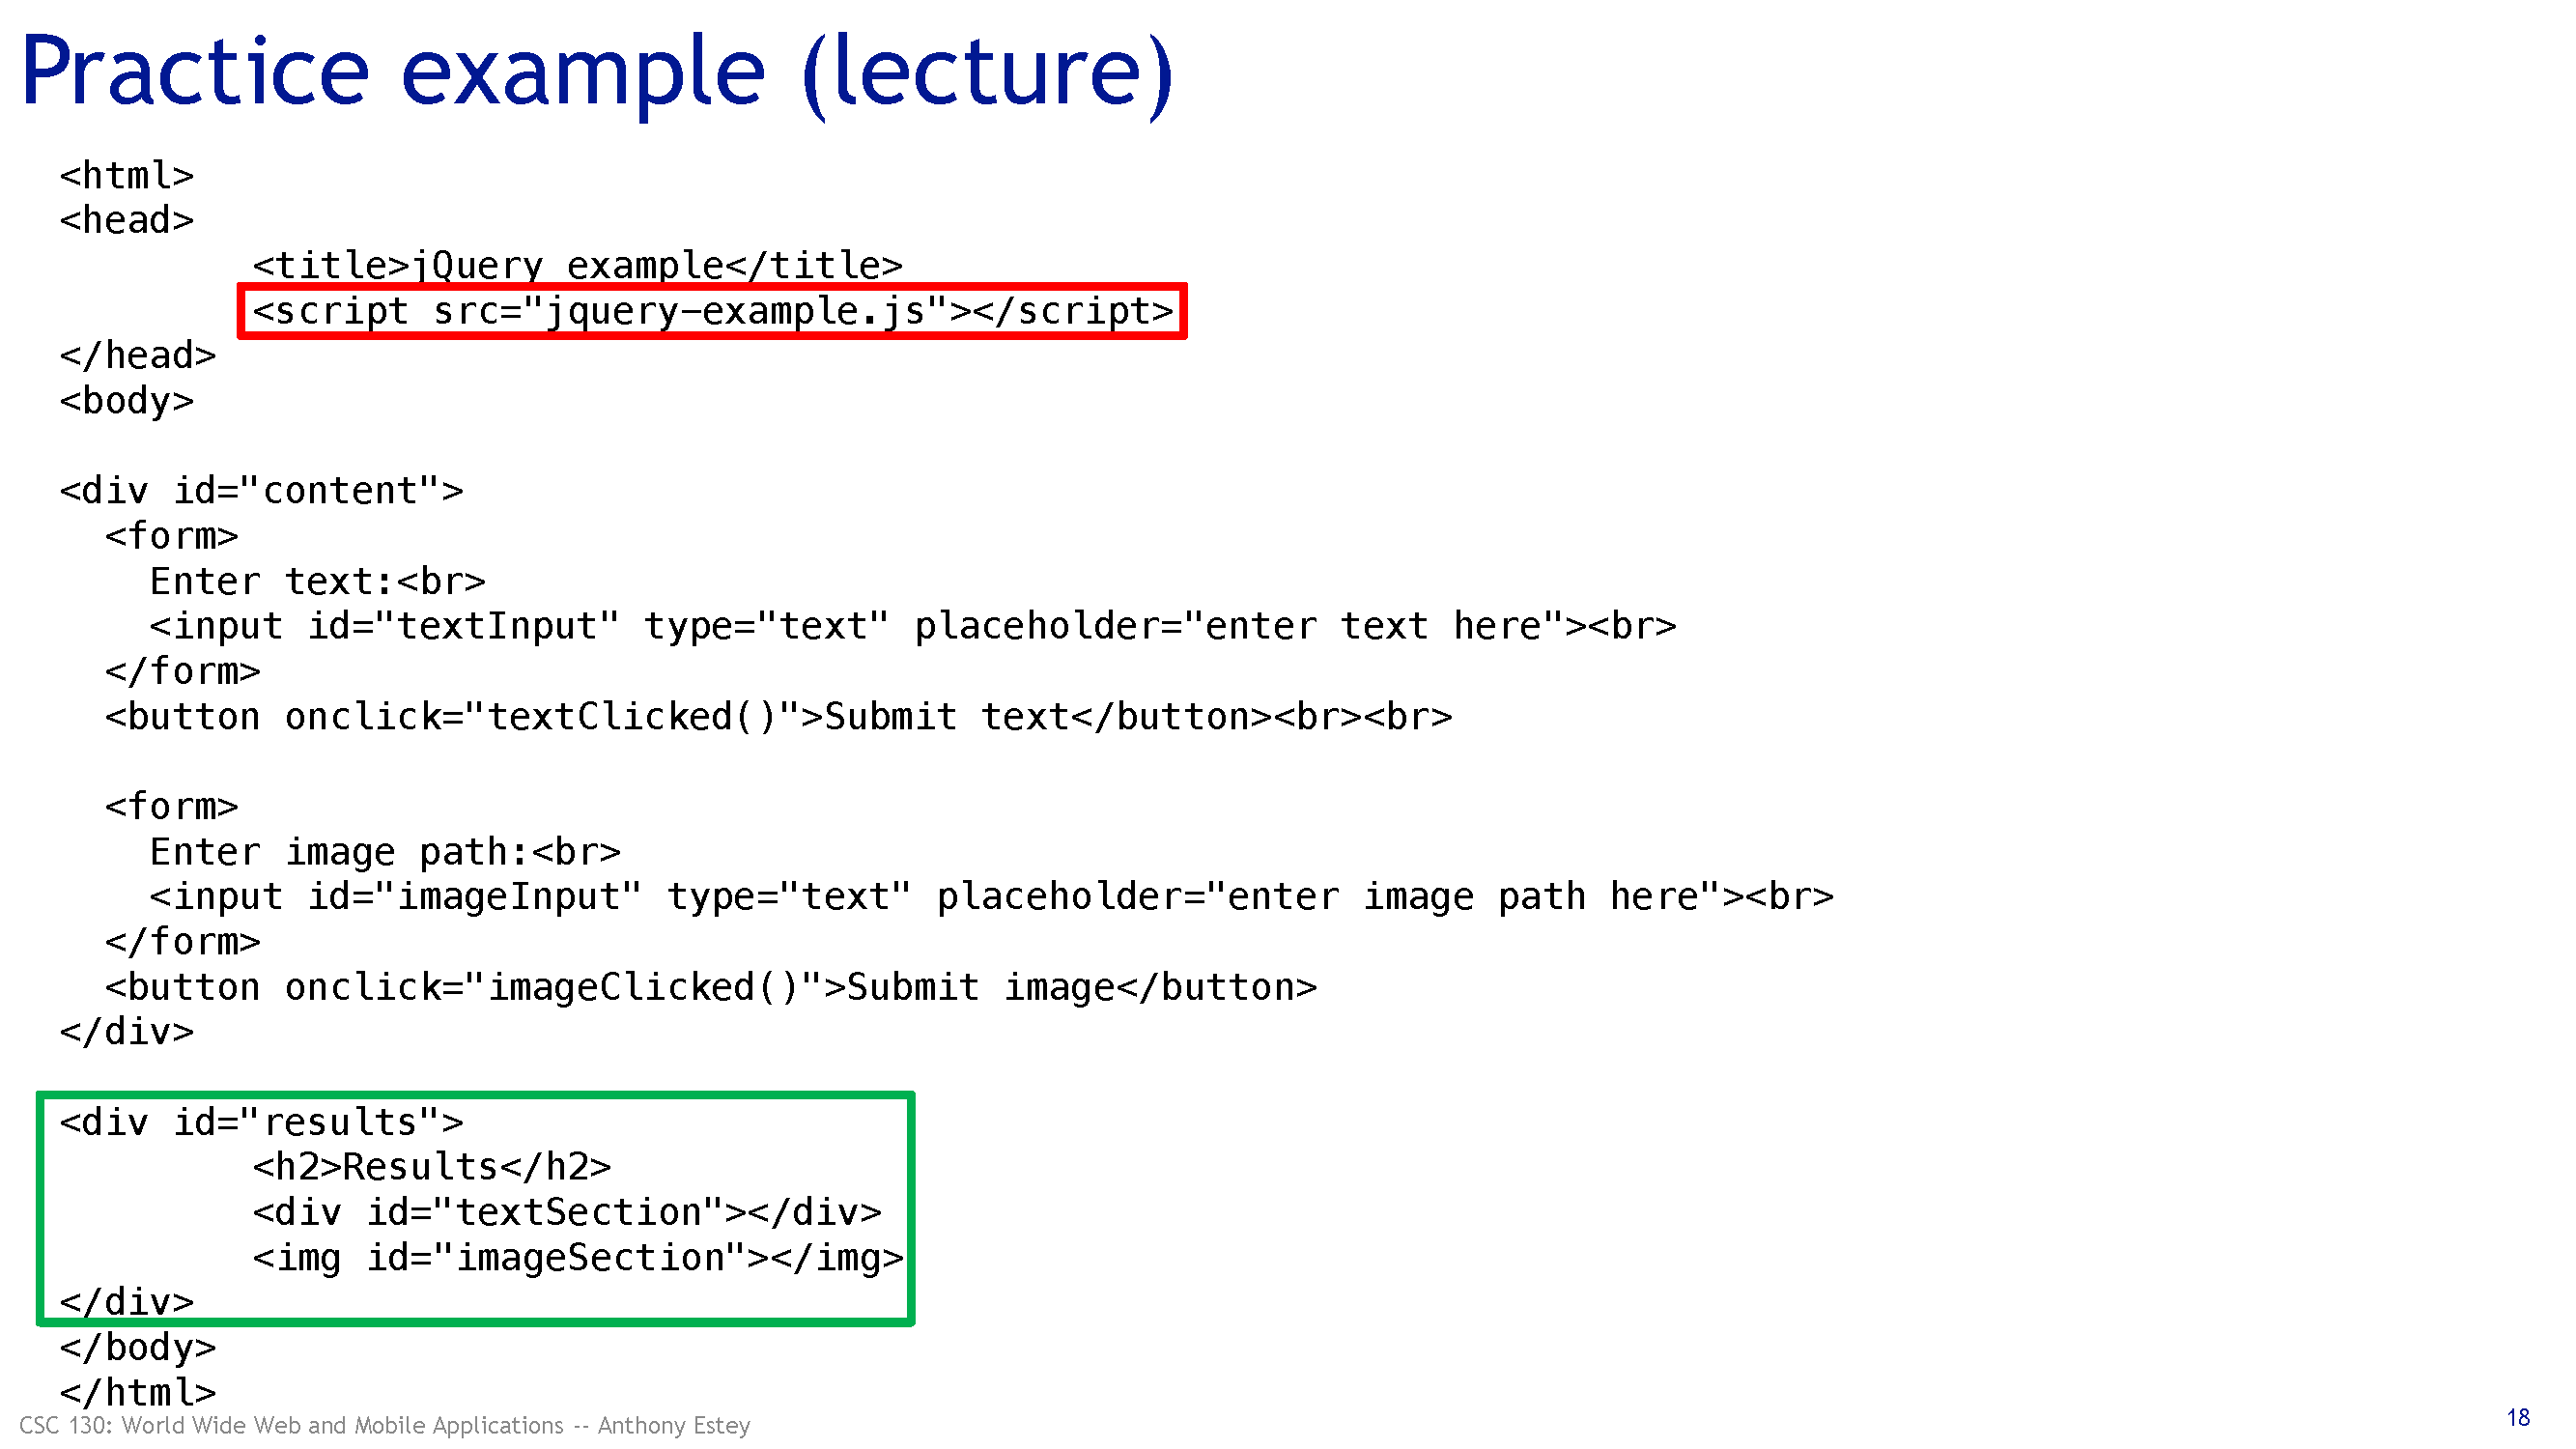 Practice example (lecture)
<html>
<head>
<title>jQuery example</title>
<script src="jquery-example.js"></script>
</head>
<body>
<div id="content">
<form>
Enter text:<br>
<input id="textInput" type="text" placeholder="enter text here"><br>
</form>
<button onclick="textClicked()">Submit text</button><br><br>
<form>
Enter image path:<br>
<input id="imageInput" type="text" placeholder="enter image path here"><br>
</form>
<button onclick="imageClicked()">Submit image</button>
</div>
<div id="results">
<h2>Results</h2>
<div id="textSection"></div>
<img id="imageSection"></img>
</div>
</body>
</html>
CSC 130: World Wide Web and Mobile Applications -- Anthony Estey
18